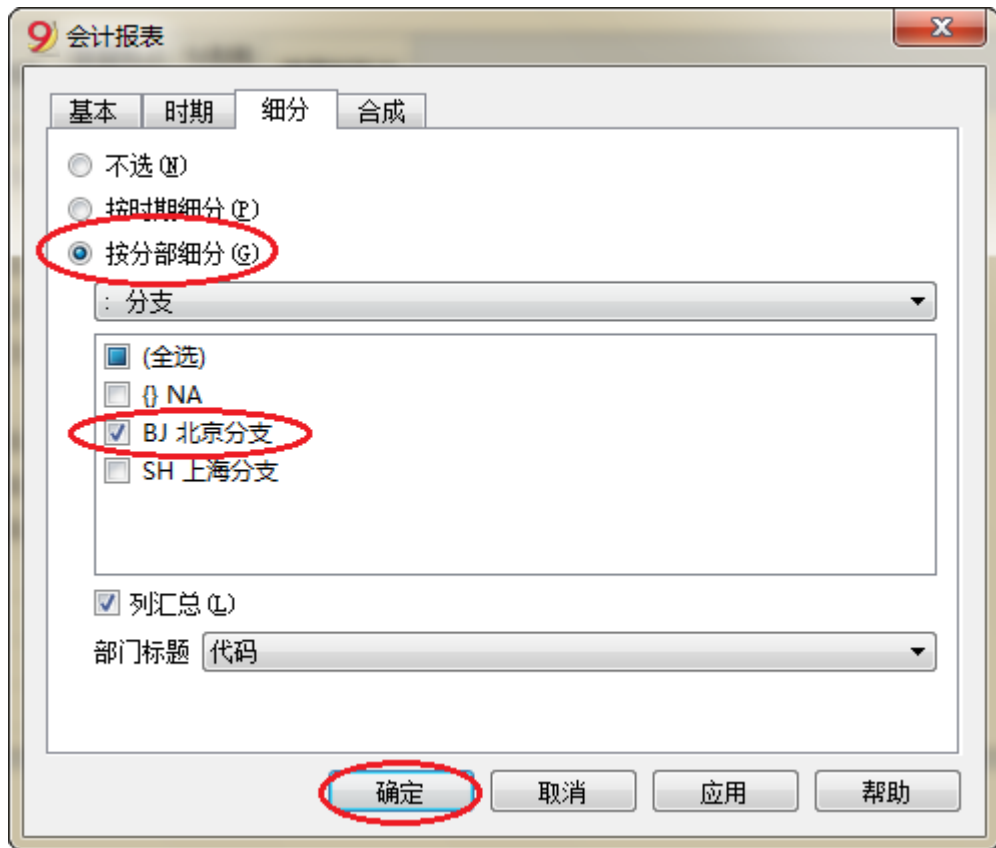 9 会计报表
基本 时期 细分 合成
不选(N)
按时期细分(P)
按分部细分(G)
: 分支
(全选)
{} NA
BJ 北京分支
SH 上海分支
列汇总(L)
部门标题 代码
确定 取消 应用 帮助